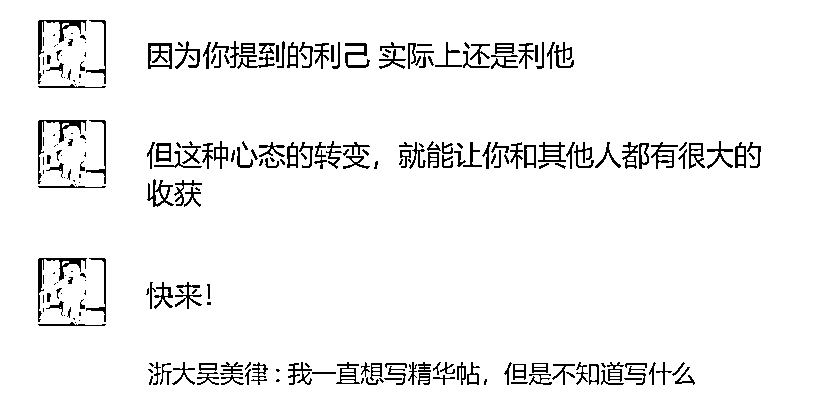 因为你提到的利己 实际上还是利他
但这种心态的转变，就能让你和其他人都有很大的
收获
快来！
浙大吴美律：我一直想写精华帖，但是不知道写什么